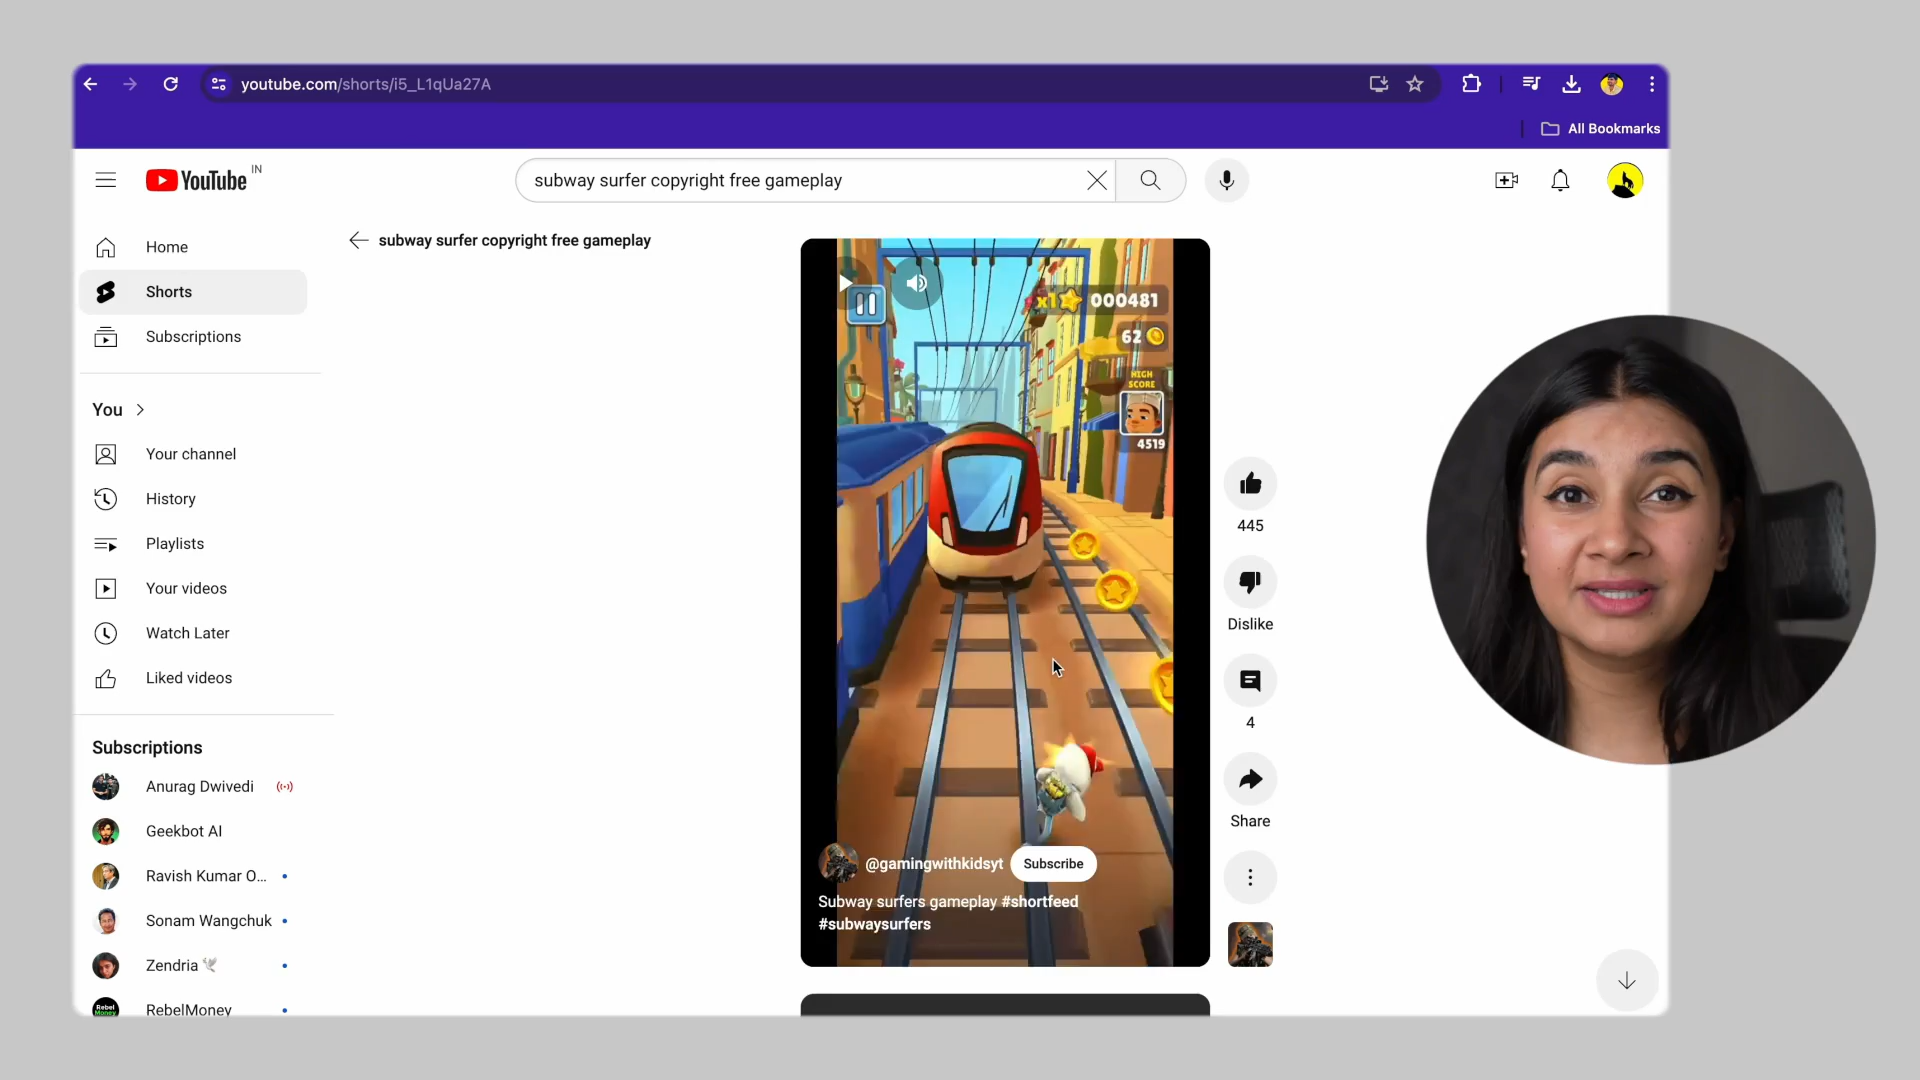 youtube.com/shorts/i5_L1qUa27A
All Bookmarks
YouTube IN
subway surfer copyright free gameplay
Home
Shorts
Subscriptions
You
Your channel
History
Playlists
Your videos
Watch Later
Liked videos
Subscriptions
Anurag Dwivedi
Geekbot AI
Ravish Kumar O...
Sonam Wangchuk
Zendria
Rebel
Money
RebelMoney
subway surfer copyright free gameplay
x1 000481
62
HIGH
SCORE
4519
@gamingwithkidsyt Subscribe
Subway surfers gameplay #shortfeed
#subwaysurfers
445
Dislike
4
Share